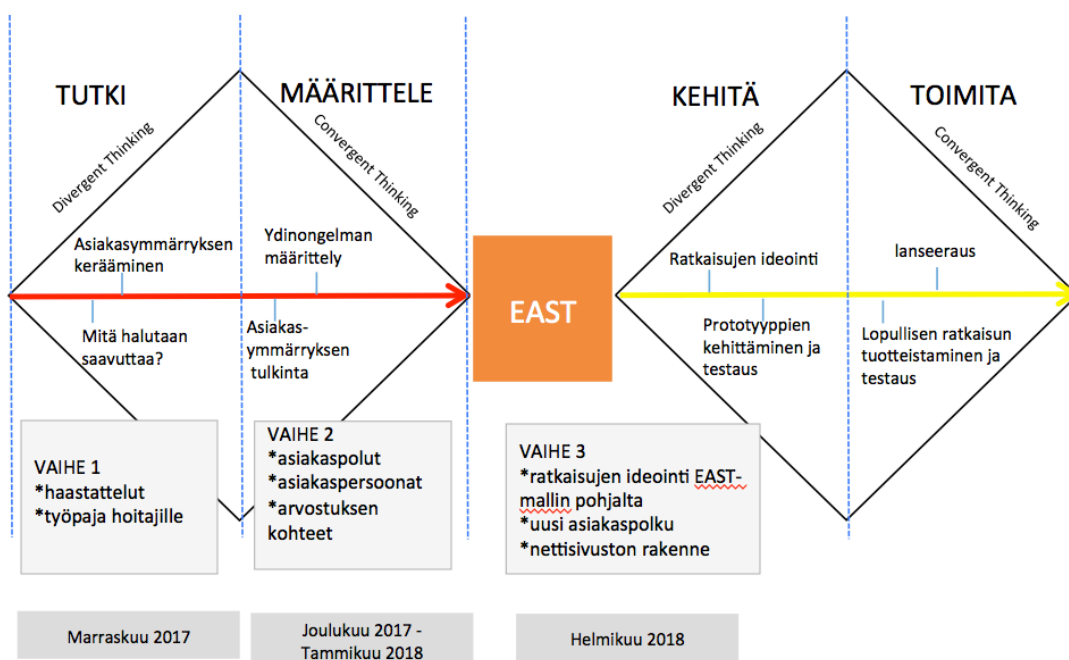 TUTKI
MÄÄRITTELE
KEHITÄ
TOIMITA
Divergent Thinking
Convergent Thinking
Divergent Thinking
Convergent Thinking
Asiakasymmärryksen
kerääminen
Ydinongelman
määrittely
Mitä halutaan
saavuttaa?
Asiakas-
ymmärryksen
tulkinta
EAST
Ratkaisujen ideointi
lanseeraus
Prototyyppien
kehittäminen ja
testaus
Lopullisen ratkaisun
tuotteistaminen ja
testaus
VAIHE 1
*haastattelut
*työpaja hoitajille
VAIHE 2
*asiakaspolut
*asiakaspersoonat
*arvostuksen
kohteet
VAIHE 3
*ratkaisujen ideointi EAST-
mallin pohjalta
*uusi asiakaspolku
*nettisivuston rakenne
Marraskuu 2017
Joulukuu 2017 -
Tammikuu 2018
Helmikuu 2018